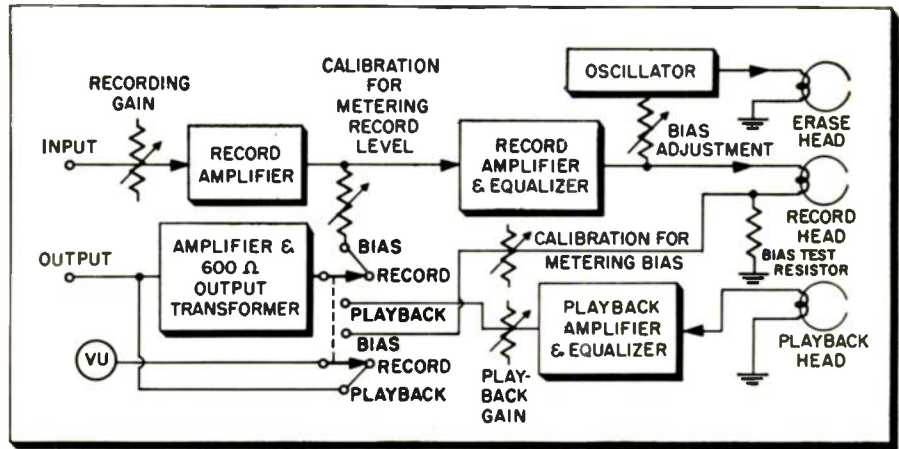 RECORDING
GAIN
INPUT
RECORD
AMPLIFIER
CALIBRATION
FOR
METERING
RECORD
LEVEL
RECORD
AMPLIFIER
& EQUALIZER
OSCILLATOR
BIAS
ADJUSTMENT
ERASE
HEAD
RECORD
HEAD
BIAS TEST
RESISTOR
OUTPUT
AMPLIFIER &
600 Ω
OUTPUT
TRANSFORMER
BIAS
RECORD
PLAYBACK
BIAS
RECORD
PLAYBACK
VU
CALIBRATION FOR
METERING BIAS
PLAY-
BACK
GAIN
PLAYBACK
AMPLIFIER
& EQUALIZER
PLAYBACK
HEAD